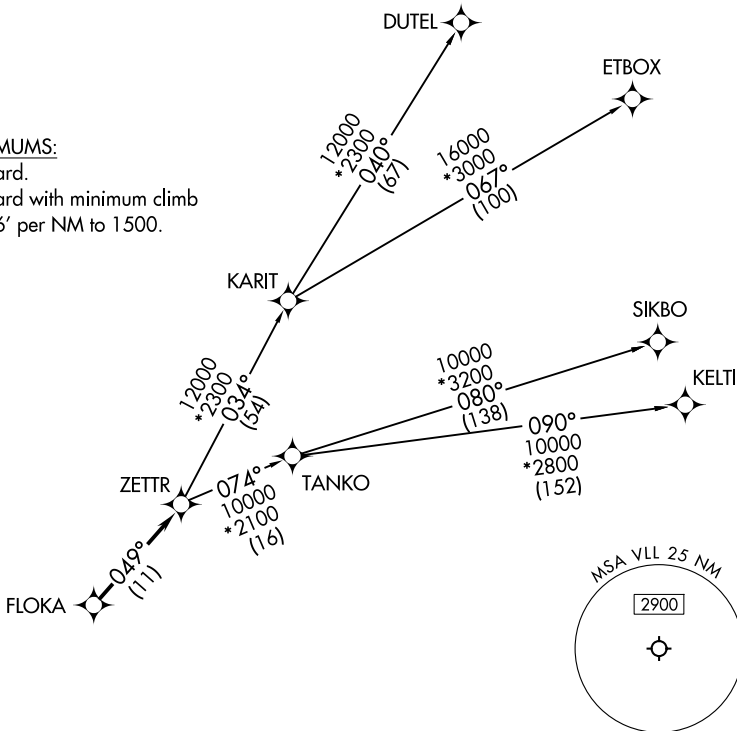 DUTEL
ETBOX
MUMS:
ard.
ard with minimum climb
6' per NM to 1500.
12000
*2300
040°
(67)
16000
*3000
067°
(100)
KARIT
SIKBO
12000
*2300
034°
(54)
10000
*3200
080°
(138)
KELTI
090°
10000
*2800
(152)
ZETTR
074°
10000
*2100
(16)
TANKO
049°
(11)
FLOKA
MSA VLL 25 NM
2900